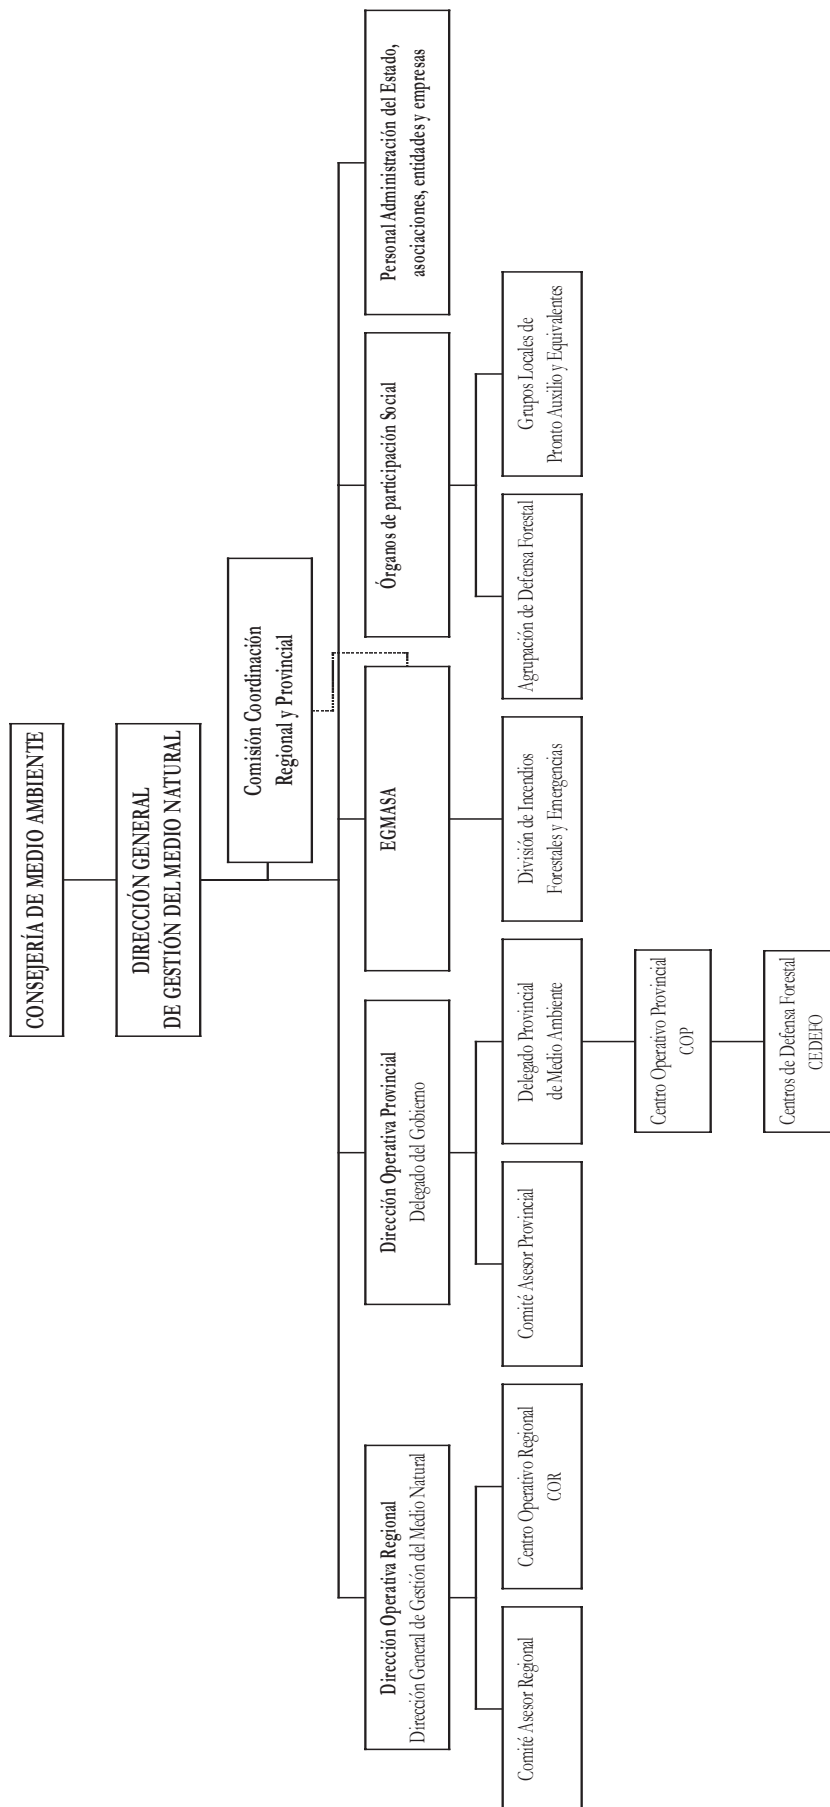 CONSEJERÍA DE MEDIO AMBIENTE
DIRECCIÓN GENERAL
DE GESTIÓN DEL MEDIO NATURAL
Comisión Coordinación
Regional y Provincial
Dirección Operativa Regional
Dirección General de Gestión del Medio Natural
Dirección Operativa Provincial
Delegado del Gobierno
EGMASA
Órganos de participación Social
Personal Administración del Estado,
asociaciones, entidades y empresas
Comité Asesor Regional
Centro Operativo Regional
COR
Comité Asesor Provincial
Delegado Provincial
de Medio Ambiente
División de Incendios
Forestales y Emergencias
Agrupación de Defensa Forestal
Grupos Locales de
Pronto Auxilio y Equivalentes
Centro Operativo Provincial
COP
Centros de Defensa Forestal
CEDEFO